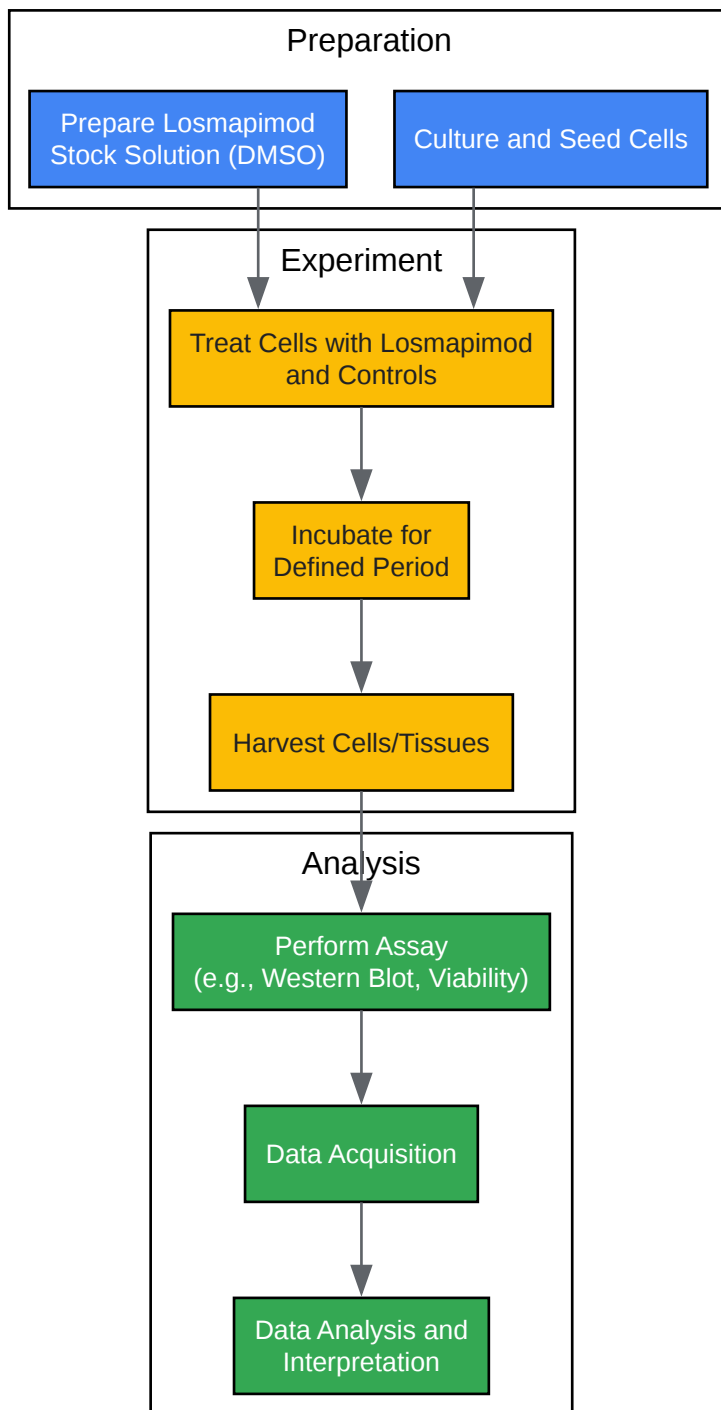 Preparation
Prepare Losmapimod
Stock Solution (DMSO)
Culture and Seed Cells
Experiment
Treat Cells with Losmapimod
and Controls
Incubate for
Defined Period
Harvest Cells/Tissues
Analysis
Perform Assay
(e.g., Western Blot, Viability)
Data Acquisition
Data Analysis and
Interpretation